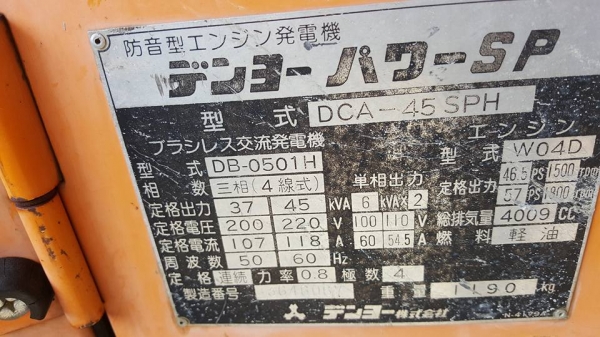 防音型エンジン発電機
デンヨーパワーSP
型式 DCA-45SPH
ブラシレス交流発電機 エンジン
型式 DB-0501H 型式 W04D
相数 三相(4線式) 単相出力 定格出力 46.5 PS 1500 rpm
57 PS 1800 rpm
定格出力 37 45 kVA 6 kVA×2
定格電圧 200 220 V 100 110 V 総排気量 4009 CC
定格電流 107 118 A 60 54.5 A 燃料 軽油
周波数 50 60 Hz
定格 連続 力率 0.8 極数 4
製造番号 重量 1190 kg
デンヨー株式会社